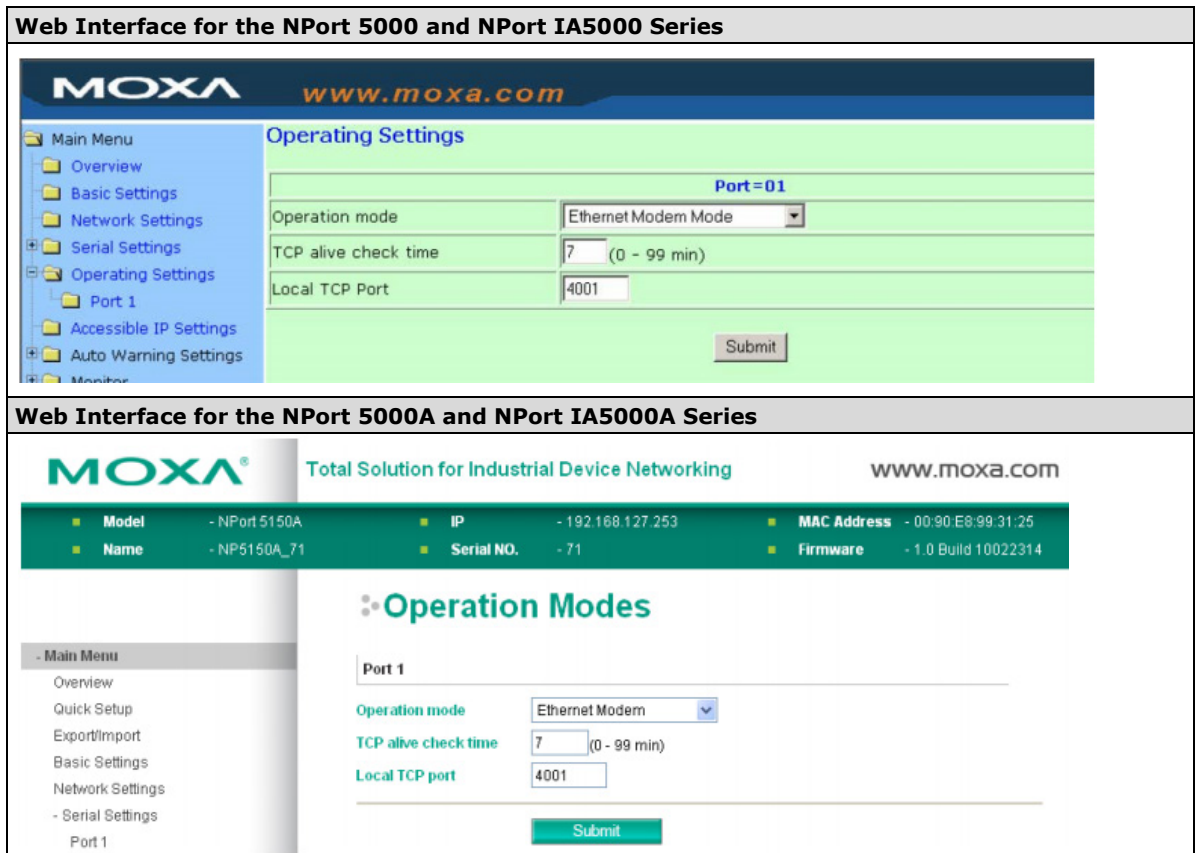 Web Interface for the NPort 5000 and NPort IA5000 Series
MOXA www.moxa.com
Main Menu
Overview
Basic Settings
Network Settings
Serial Settings
Operating Settings
Port 1
Accessible IP Settings
Auto Warning Settings
Monitor
Operating Settings
Port=01
Operation mode Ethernet Modem Mode
TCP alive check time 7 (0 - 99 min)
Local TCP Port 4001
Submit
Web Interface for the NPort 5000A and NPort IA5000A Series
MOXA® Total Solution for Industrial Device Networking www.moxa.com
Model - NPort 5150A IP - 192.168.127.253 MAC Address - 00:90:E8:99:31:25
Name - NP5150A_71 Serial NO. - 71 Firmware - 1.0 Build 10022314
- Main Menu
Overview
Quick Setup
Export/Import
Basic Settings
Network Settings
- Serial Settings
Port 1
Operation Modes
Port 1
Operation mode Ethernet Modem
TCP alive check time 7 (0 - 99 min)
Local TCP port 4001
Submit